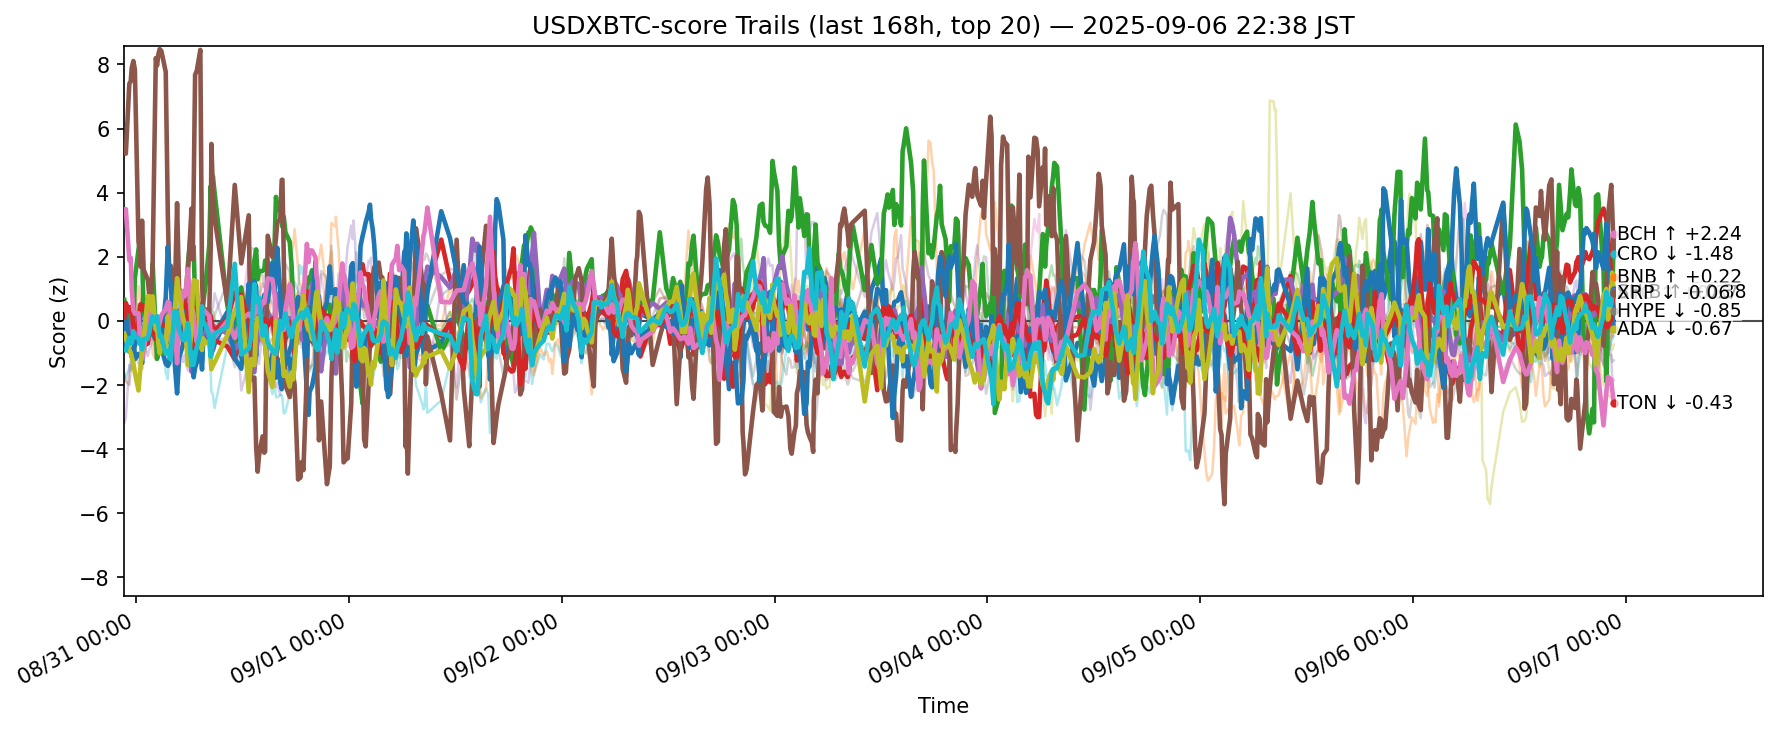 USDXBTC-score Trails (last 168h, top 20) — 2025-09-06 22:38 JST
Score (z)
8
6
4
2
0
−2
−4
−6
−8
BCH ↑ +2.24
CRO ↓ -1.48
BNB ↑ +0.22
XRP ↓ -0.06
HYPE ↓ -0.85
ADA ↓ -0.67
TON ↓ -0.43
08/31 00:00
09/01 00:00
09/02 00:00
09/03 00:00
09/04 00:00
09/05 00:00
09/06 00:00
09/07 00:00
Time